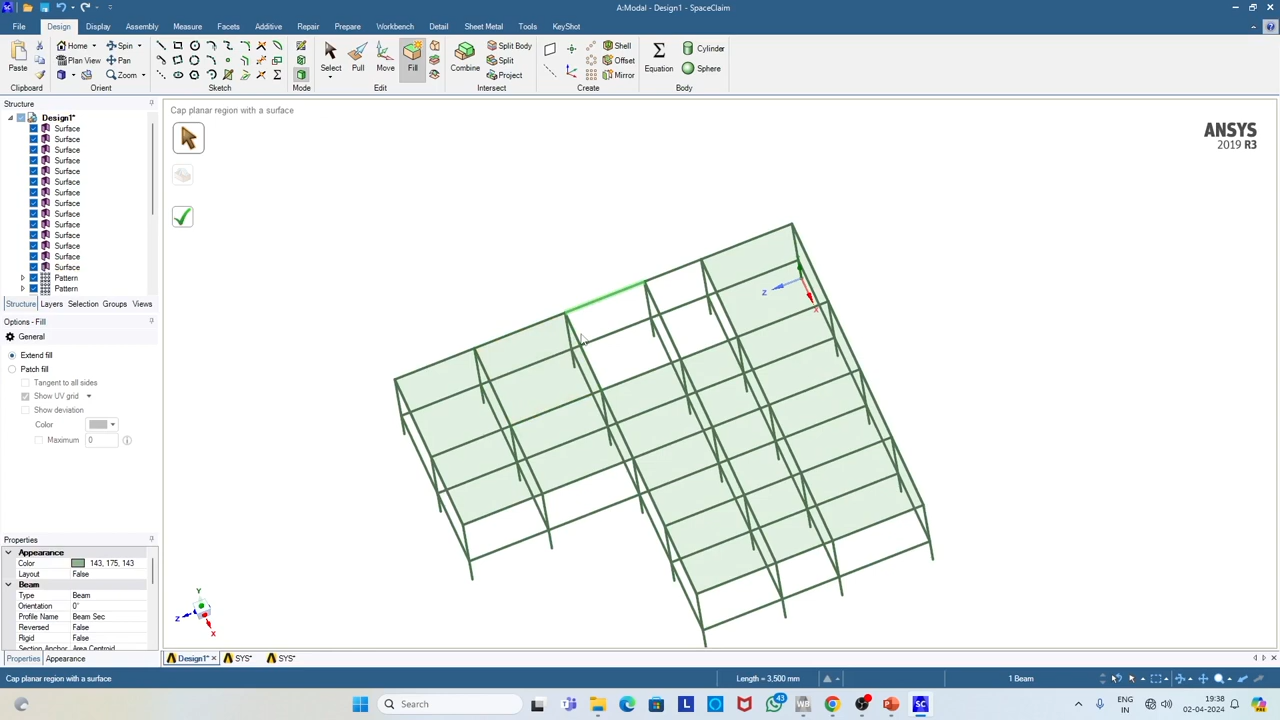 A:Modal - Design1 - SpaceClaim
File Design Display Assembly Measure Facets Additive Repair Prepare Workbench Detail Sheet Metal Tools KeyShot
Home Spin Split Body Shell Cylinder
Plan View Pan Split Offset
Zoom Project Mirror Sphere
Paste Select Pull Move Fill Combine Equation
Clipboard Orient Sketch Mode Edit Intersect Create Body
Structure
Cap planar region with a surface
Design1*
Surface
Surface
Surface
Surface
Surface
Surface
Surface
Surface
Surface
Surface
Surface
Surface
Surface
Surface
Pattern
Pattern
ANSYS
2019 R3
Structure Layers Selection Groups Views
Options - Fill
General
Extend fill
Patch fill
Tangent to all sides
Show UV grid
Show deviation
Color
Maximum 0
Z
X
Properties
Appearance
Color 143, 175, 143
Layout False
Beam
Type Beam
Orientation 0°
Profile Name Beam Sec
Reversed False
Rigid False
Section Anchor Area Centroid
Y
Z
X
Properties Appearance
Design1* SYS* SYS*
Cap planar region with a surface Length = 3,500 mm 1 Beam
Search
43
ENG
IN
19:38
02-04-2024